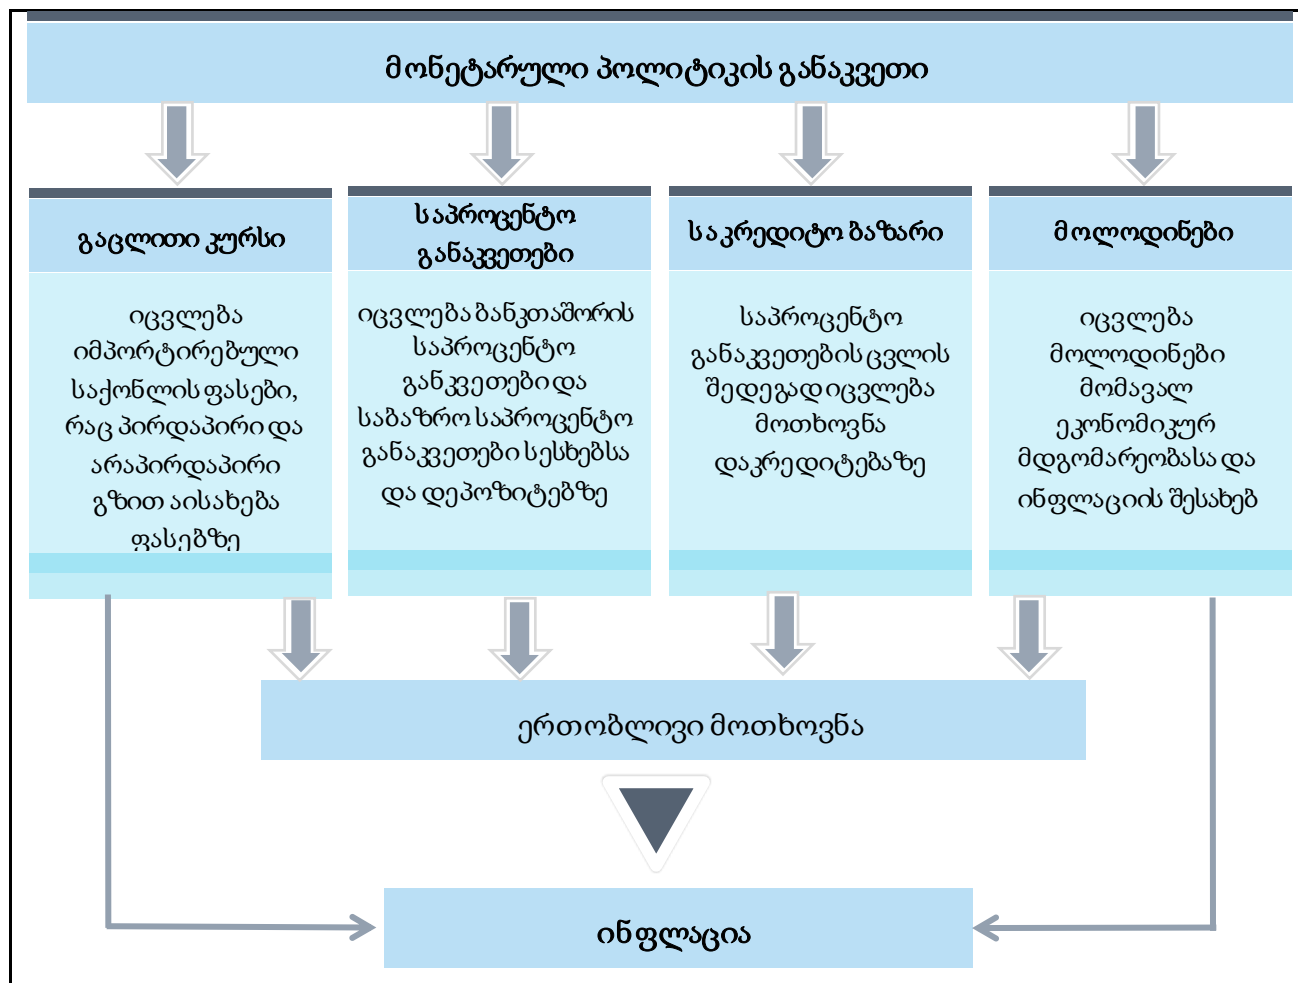 მონეტარული პოლიტიკის განაკვეთი
გაცლითი კურსი
იცვლება
იმპორტირებული
საქონლის ფასები,
რაც პირდაპირი და
არაპირდაპირი
გზით აისახება
ფასებზე
საპროცენტო
განაკვეთები
იცვლება ბანკთაშორის
საპროცენტო
განკვეთები და
საბაზრო საპროცენტო
განაკვეთები სესხებსა
და დეპოზიტებზე
საკრედიტო ბაზარი
საპროცენტო
განაკვეთების ცვლის
შედეგად იცვლება
მოთხოვნა
დაკრედიტებაზე
მოლოდინები
იცვლება
მოლოდინები
მომავალ
ეკონომიკურ
მდგომარეობასა და
ინფლაციის შესახებ
ერთობლივი მოთხოვნა
ინფლაცია